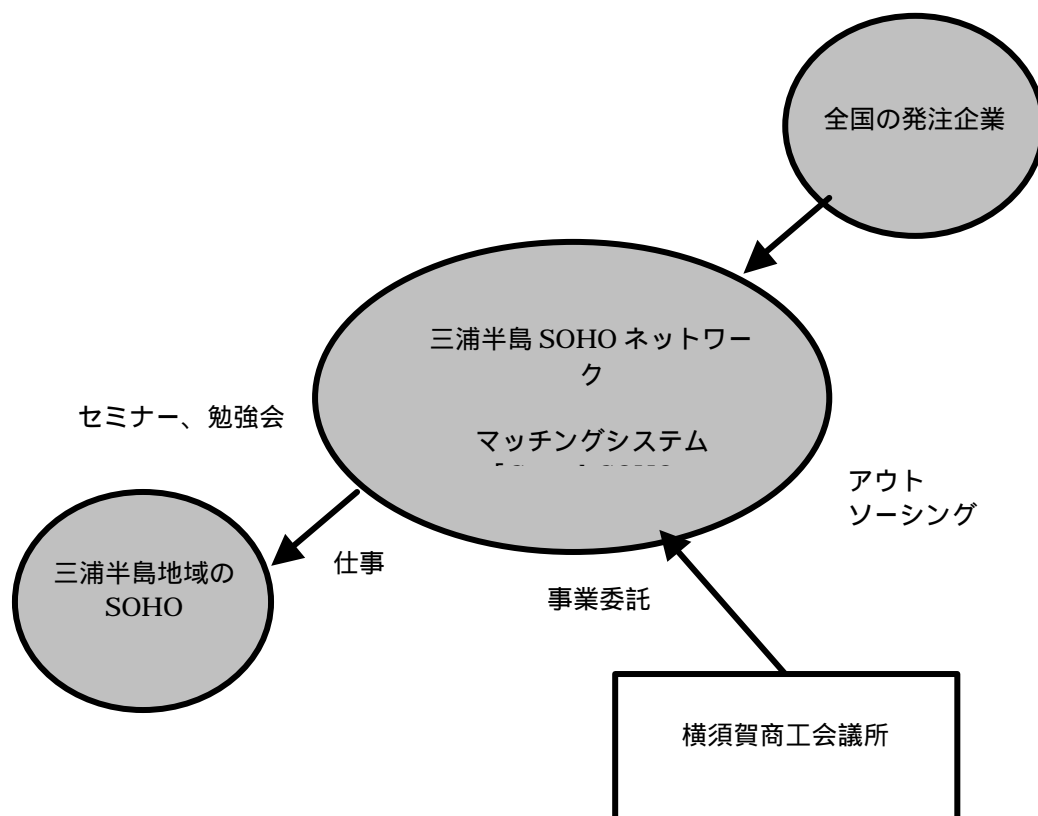 全国の発注企業
三浦半島 SOHO ネットワー
ク
マッチングシステム
セミナー、勉強会
アウト
ソーシング
仕事
三浦半島地域の
SOHO
事業委託
横須賀商工会議所